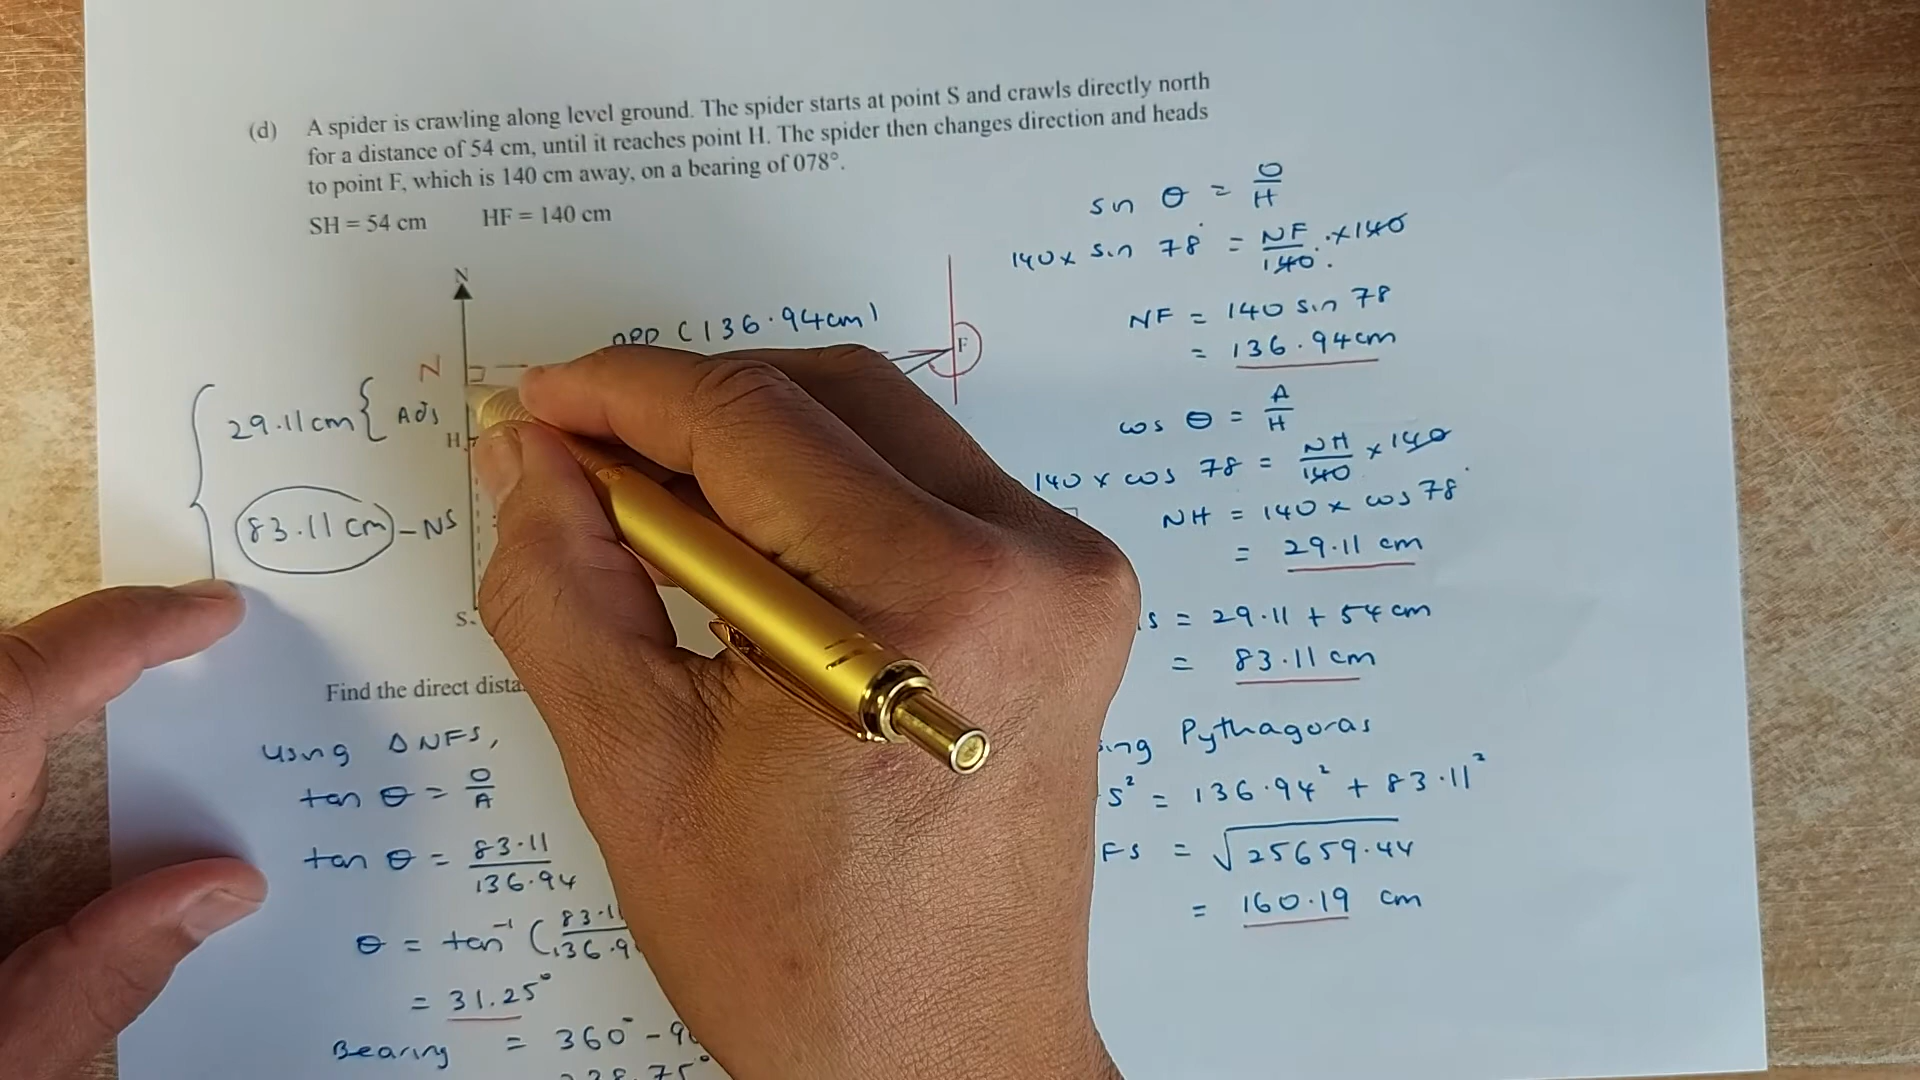 (d) A spider is crawling along level ground. The spider starts at point S and crawls directly north
for a distance of 54 cm, until it reaches point H. The spider then changes direction and heads
to point F, which is 140 cm away, on a bearing of 078°.
SH = 54 cm HF = 140 cm
N
OPP (136.94cm)
F
N
29.11cm { Adj
H
83.11 cm - NS
S
Find the direct
using Δ NFS,
tan θ = O/A
tan θ = 83.11/136.94
θ = tan⁻¹ (83.11
= 31.25°
Bearing = 360° -
sin θ = O/H
140 x sin 78° = NF/140 x 140
NF = 140 sin 78
= 136.94cm
cos θ = A/H
140 x cos 78 = NH/140 x 140
NH = 140 x cos 78
= 29.11 cm
S = 29.11 + 54 cm
= 83.11 cm
Pythagoras
S² = 136.94² + 83.11²
FS = √25659.44
= 160.19 cm